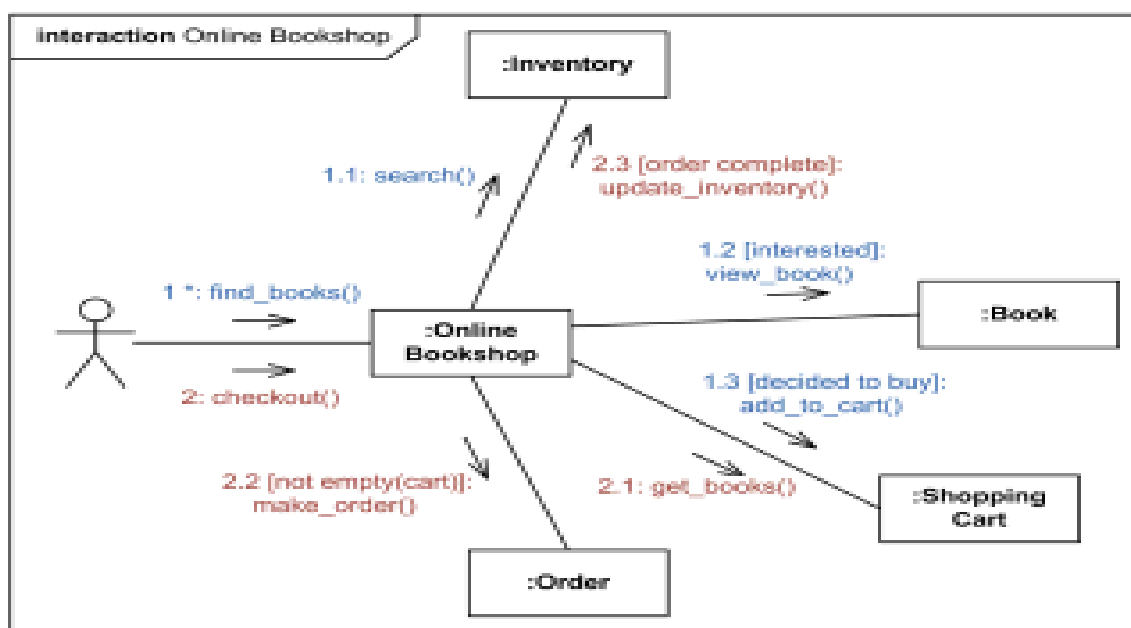 interaction Online Bookshop
:Inventory
1.1: search()
2.3 [order complete]:
update_inventory()
1.2 [interested]:
view_book()
1 *: find_books()
:Online
Bookshop
:Book
2: checkout()
1.3 [decided to buy]:
add_to_cart()
2.2 [not empty(cart)]:
make_order()
2.1: get_books()
:Shopping
Cart
:Order